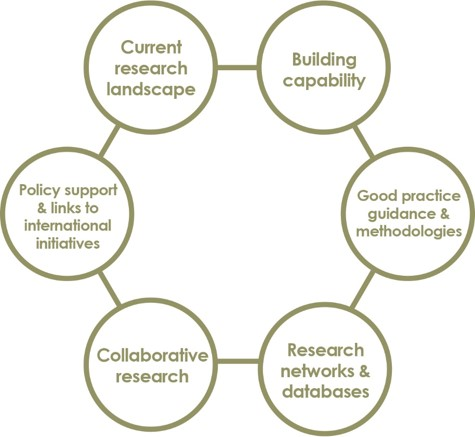 Current
research
landscape
Building
capability
Good practice
guidance &
methodologies
Research
networks &
databases
Collaborative
research
Policy support
& links to
international
initiatives